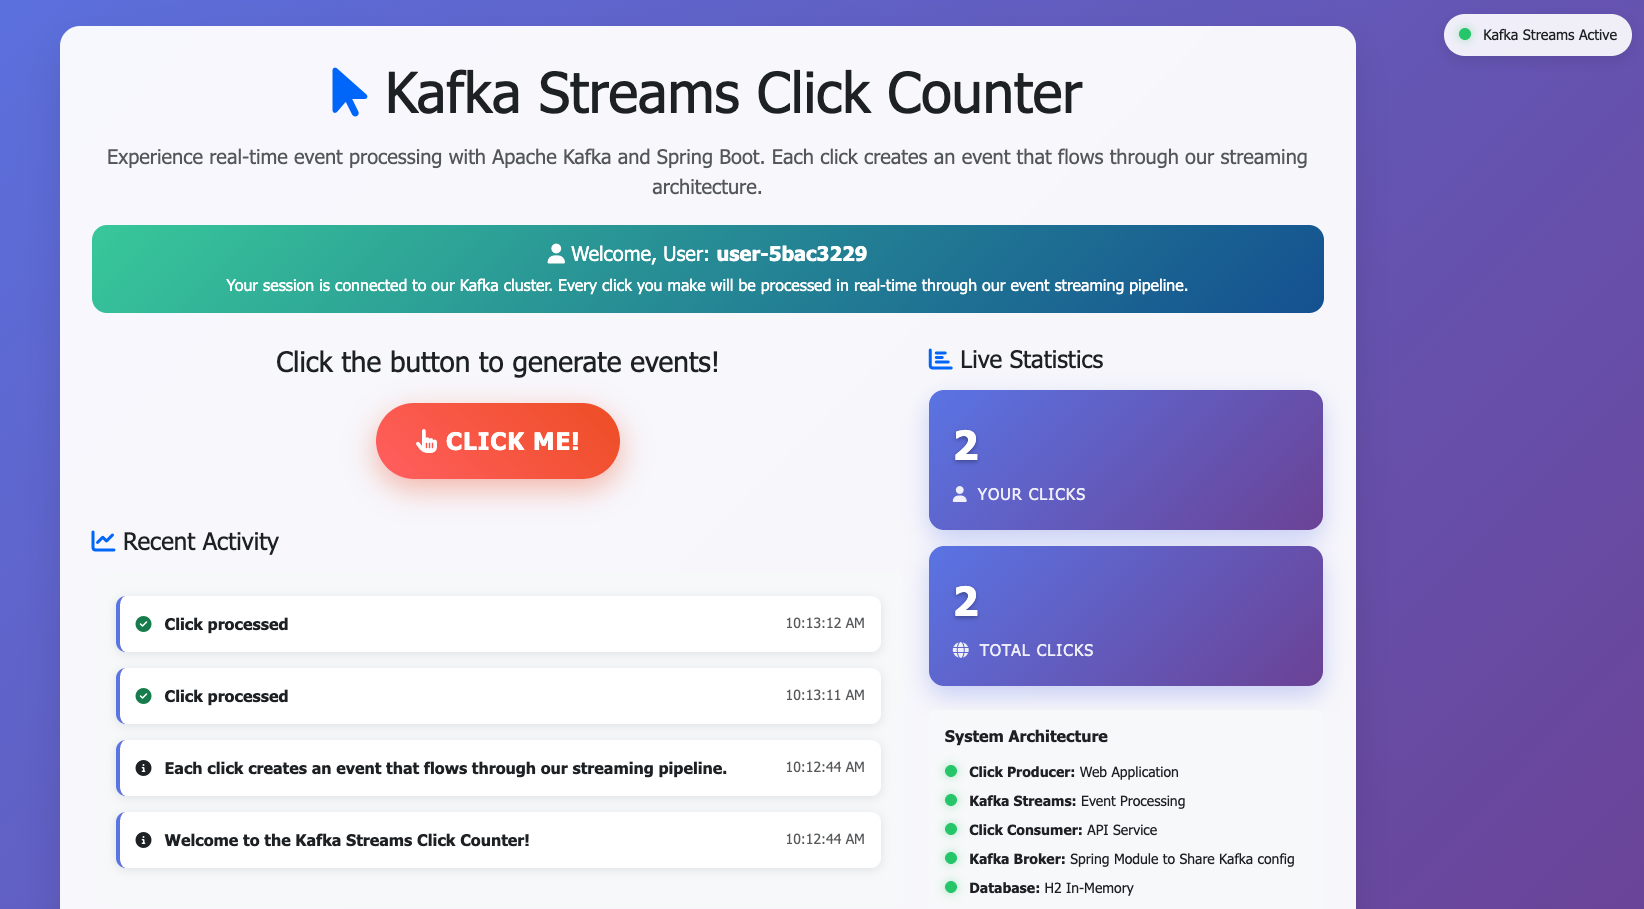 Kafka Streams Active
Kafka Streams Click Counter
Experience real-time event processing with Apache Kafka and Spring Boot. Each click creates an event that flows through our streaming
architecture.
Welcome, User: user-5bac3229
Your session is connected to our Kafka cluster. Every click you make will be processed in real-time through our event streaming pipeline.
Click the button to generate events!
CLICK ME!
Recent Activity
Click processed 10:13:12 AM
Click processed 10:13:11 AM
Each click creates an event that flows through our streaming pipeline. 10:12:44 AM
Welcome to the Kafka Streams Click Counter! 10:12:44 AM
Live Statistics
2
YOUR CLICKS
2
TOTAL CLICKS
System Architecture
Click Producer: Web Application
Kafka Streams: Event Processing
Click Consumer: API Service
Kafka Broker: Spring Module to Share Kafka config
Database: H2 In-Memory